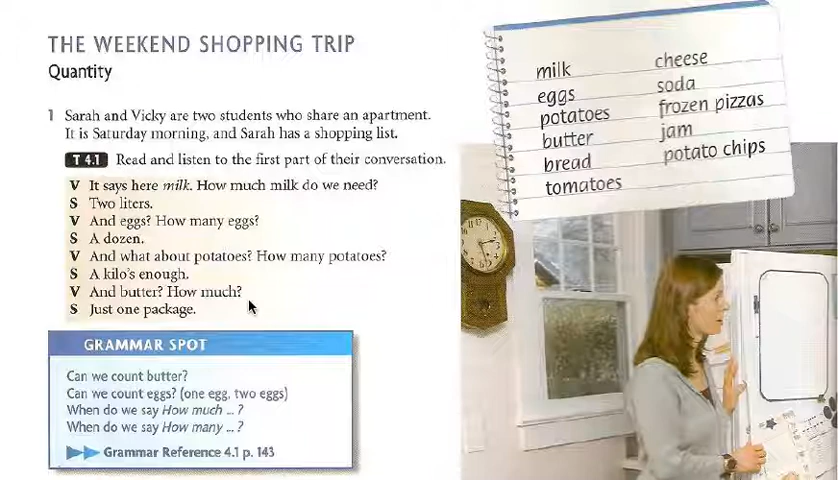 THE WEEKEND SHOPPING TRIP
Quantity
1 Sarah and Vicky are two students who share an apartment.
It is Saturday morning, and Sarah has a shopping list.
T 4.1 Read and listen to the first part of their conversation.
V It says here milk. How much milk do we need?
S Two liters.
V And eggs? How many eggs?
S A dozen.
V And what about potatoes? How many potatoes?
S A kilo's enough.
V And butter? How much?
S Just one package.
GRAMMAR SPOT
Can we count butter?
Can we count eggs? (one egg, two eggs)
When do we say How much ... ?
When do we say How many ... ?
Grammar Reference 4.1 p. 143
milk
eggs
potatoes
butter
bread
tomatoes
cheese
soda
frozen pizzas
jam
potato chips